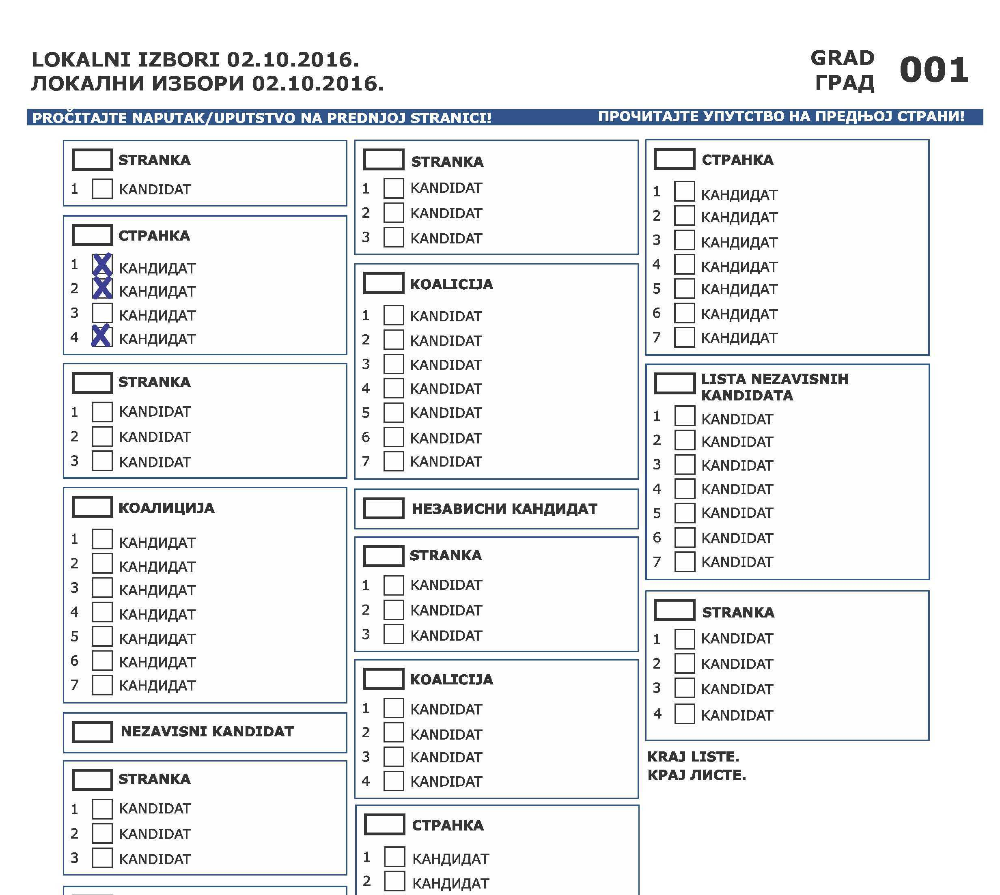 LOKALNI IZBORI 02.10.2016.
ЛОКАЛНИ ИЗБОРИ 02.10.2016.
GRAD
ГРАД
001
PROČITAJTE NAPUTAK/UPUTSTVO NA PREDNJOJ STRANICI!
ПРОЧИТАЈТЕ УПУТСТВО НА ПРЕДЊОЈ СТРАНИ!
STRANKA
1 KANDIDAT
СТРАНКА
1 X КАНДИДАТ
2 X КАНДИДАТ
3 КАНДИДАТ
4 X КАНДИДАТ
STRANKA
1 KANDIDAT
2 KANDIDAT
3 KANDIDAT
КОАЛИЦИЈА
1 КАНДИДАТ
2 КАНДИДАТ
3 КАНДИДАТ
4 КАНДИДАТ
5 КАНДИДАТ
6 КАНДИДАТ
7 КАНДИДАТ
NEZAVISNI KANDIDAT
STRANKA
1 KANDIDAT
2 KANDIDAT
3 KANDIDAT
STRANKA
1 KANDIDAT
2 KANDIDAT
3 KANDIDAT
KOALICIJA
1 KANDIDAT
2 KANDIDAT
3 KANDIDAT
4 KANDIDAT
5 KANDIDAT
6 KANDIDAT
7 KANDIDAT
НЕЗАВИСНИ КАНДИДАТ
STRANKA
1 KANDIDAT
2 KANDIDAT
3 KANDIDAT
KOALICIJA
1 KANDIDAT
2 KANDIDAT
3 KANDIDAT
4 KANDIDAT
СТРАНКА
1 КАНДИДАТ
2 КАНДИДАТ
СТРАНКА
1 КАНДИДАТ
2 КАНДИДАТ
3 КАНДИДАТ
4 КАНДИДАТ
5 КАНДИДАТ
6 КАНДИДАТ
7 КАНДИДАТ
LISTA NEZAVISNIH
KANDIDATA
1 KANDIDAT
2 KANDIDAT
3 KANDIDAT
4 KANDIDAT
5 KANDIDAT
6 KANDIDAT
7 KANDIDAT
STRANKA
1 KANDIDAT
2 KANDIDAT
3 KANDIDAT
4 KANDIDAT
KRAJ LISTE.
КРАЈ ЛИСТЕ.